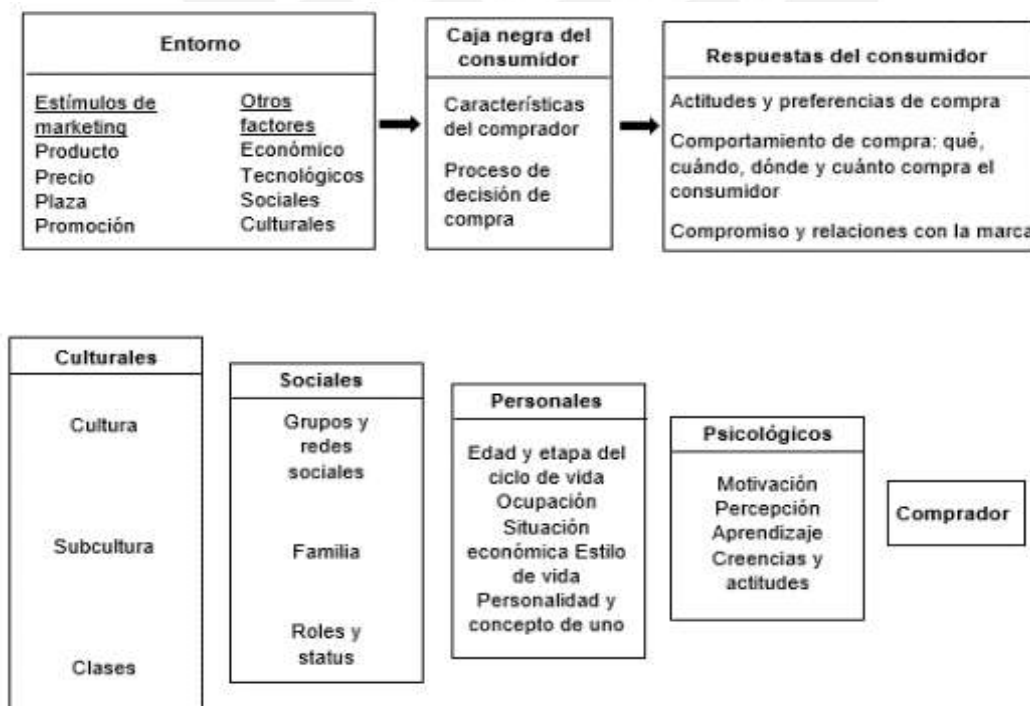 Entorno
Estímulos de
marketing
Producto
Precio
Plaza
Promoción
Otros
factores
Económico
Tecnológicos
Sociales
Culturales
Caja negra del
consumidor
Características
del comprador
Proceso de
decisión de
compra
Respuestas del consumidor
Actitudes y preferencias de compra
Comportamiento de compra: qué,
cuándo, dónde y cuánto compra el
consumidor
Compromiso y relaciones con la marca
Culturales
Cultura
Subcultura
Clases
Sociales
Grupos y
redes
sociales
Familia
Roles y
status
Personales
Edad y etapa del
ciclo de vida
Ocupación
Situación
económica Estilo
de vida
Personalidad y
concepto de uno
Psicológicos
Motivación
Percepción
Aprendizaje
Creencias y
actitudes
Comprador